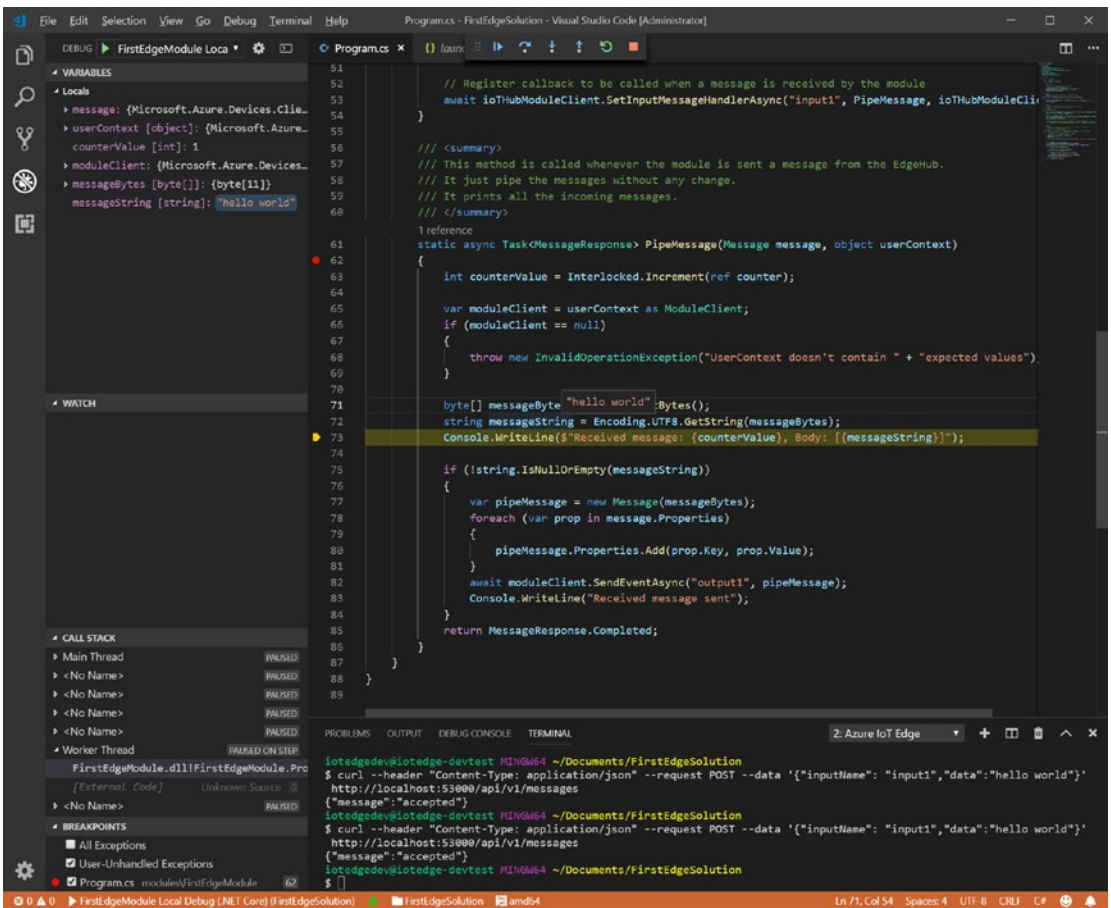 File Edit Selection View Go Debug Terminal Help Program.cs - FirstEdgeSolution - Visual Studio Code [Administrator]
DEBUG FirstEdgeModule Loca
VARIABLES
Locals
message: {Microsoft.Azure.Devices.Clie…
userContext [object]: {Microsoft.Azure…
counterValue [int]: 1
moduleClient: {Microsoft.Azure.Devices…
messageBytes [byte[]]: {byte[11]}
messageString [string]: "hello world"
WATCH
CALL STACK
Main Thread PAUSED
<No Name> PAUSED
<No Name> PAUSED
<No Name> PAUSED
<No Name> PAUSED
Worker Thread PAUSED ON STEP
FirstEdgeModule.dll!FirstEdgeModule.Pro
[External Code] Unknown Source 0
<No Name> PAUSED
BREAKPOINTS
All Exceptions
User-Unhandled Exceptions
Program.cs modules\FirstEdgeModule 62
Program.cs × {} launc
51
52 // Register callback to be called when a message is received by the module
53 await ioTHubModuleClient.SetInputMessageHandlerAsync("input1", PipeMessage, ioTHubModuleClie
54 }
55
56 /// <summary>
57 /// This method is called whenever the module is sent a message from the EdgeHub.
58 /// It just pipe the messages without any change.
59 /// It prints all the incoming messages.
60 /// </summary>
1 reference
61 static async Task<MessageResponse> PipeMessage(Message message, object userContext)
62 {
63 int counterValue = Interlocked.Increment(ref counter);
64
65 var moduleClient = userContext as ModuleClient;
66 if (moduleClient == null)
67 {
68 throw new InvalidOperationException("UserContext doesn't contain " + "expected values")
69 }
70
71 byte[] messageByte "hello world" :Bytes();
72 string messageString = Encoding.UTF8.GetString(messageBytes);
73 Console.WriteLine($"Received message: {counterValue}, Body: [{messageString}]");
74
75 if (!string.IsNullOrEmpty(messageString))
76 {
77 var pipeMessage = new Message(messageBytes);
78 foreach (var prop in message.Properties)
79 {
80 pipeMessage.Properties.Add(prop.Key, prop.Value);
81 }
82 await moduleClient.SendEventAsync("output1", pipeMessage);
83 Console.WriteLine("Received message sent");
84 }
85 return MessageResponse.Completed;
86 }
87 }
88 }
89
PROBLEMS OUTPUT DEBUG CONSOLE TERMINAL 2: Azure IoT Edge
iotedgedev@iotedge-devtest MINGW64 ~/Documents/FirstEdgeSolution
$ curl --header "Content-Type: application/json" --request POST --data '{"inputName": "input1","data":"hello world"}'
http://localhost:53000/api/v1/messages
{"message":"accepted"}
iotedgedev@iotedge-devtest MINGW64 ~/Documents/FirstEdgeSolution
$ curl --header "Content-Type: application/json" --request POST --data '{"inputName": "input1","data":"hello world"}'
http://localhost:53000/api/v1/messages
{"message":"accepted"}
iotedgedev@iotedge-devtest MINGW64 ~/Documents/FirstEdgeSolution
$
0 0 FirstEdgeModule Local Debug (.NET Core) (FirstEdgeSolution) FirstEdgeSolution amd64 Ln 71, Col 54 Spaces: 4 UTF-8 CRLF C#